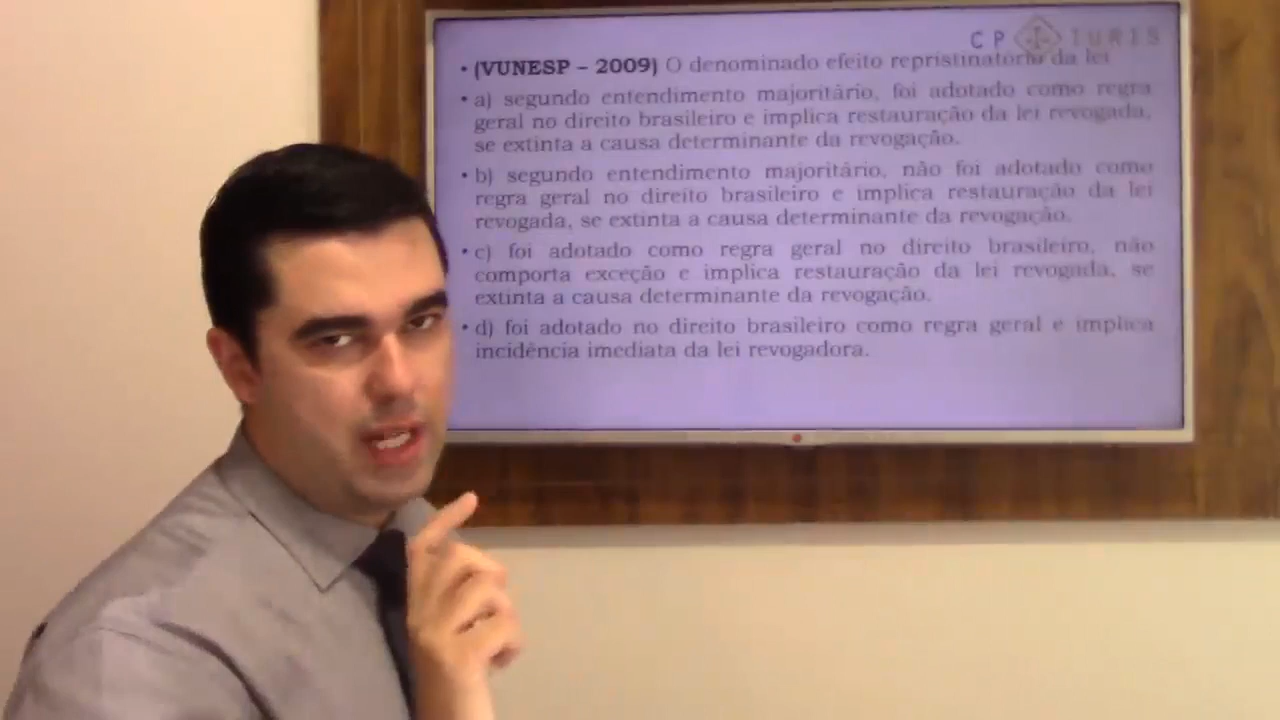 CP IURIS
• (VUNESP – 2009) O denominado efeito repristinatório da lei
• a) segundo entendimento majoritário, foi adotado como regra
geral no direito brasileiro e implica restauração da lei revogada,
se extinta a causa determinante da revogação.
• b) segundo entendimento majoritário, não foi adotado como
regra geral no direito brasileiro e implica restauração da lei
revogada, se extinta a causa determinante da revogação.
• c) foi adotado como regra geral no direito brasileiro, não
comporta exceção e implica restauração da lei revogada, se
extinta a causa determinante da revogação.
• d) foi adotado no direito brasileiro como regra geral e implica
incidência imediata da lei revogadora.